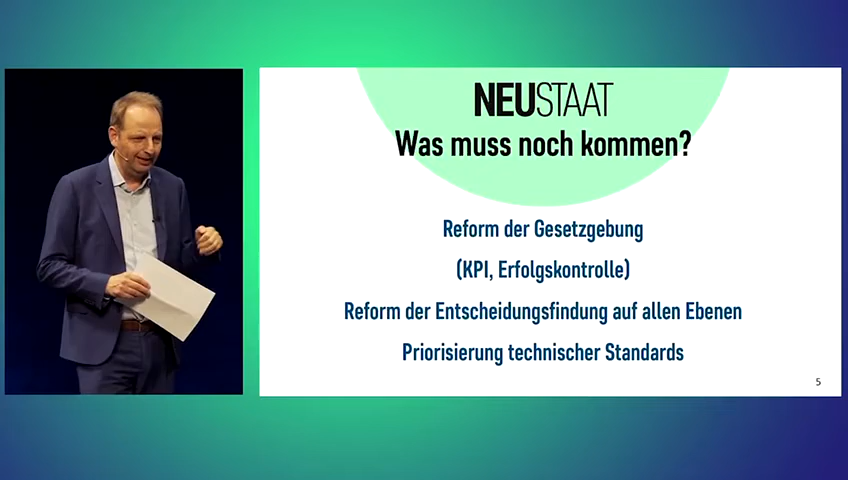 NEUSTAAT
Was muss noch kommen?
Reform der Gesetzgebung
(KPI, Erfolgskontrolle)
Reform der Entscheidungsfindung auf allen Ebenen
Priorisierung technischer Standards
5